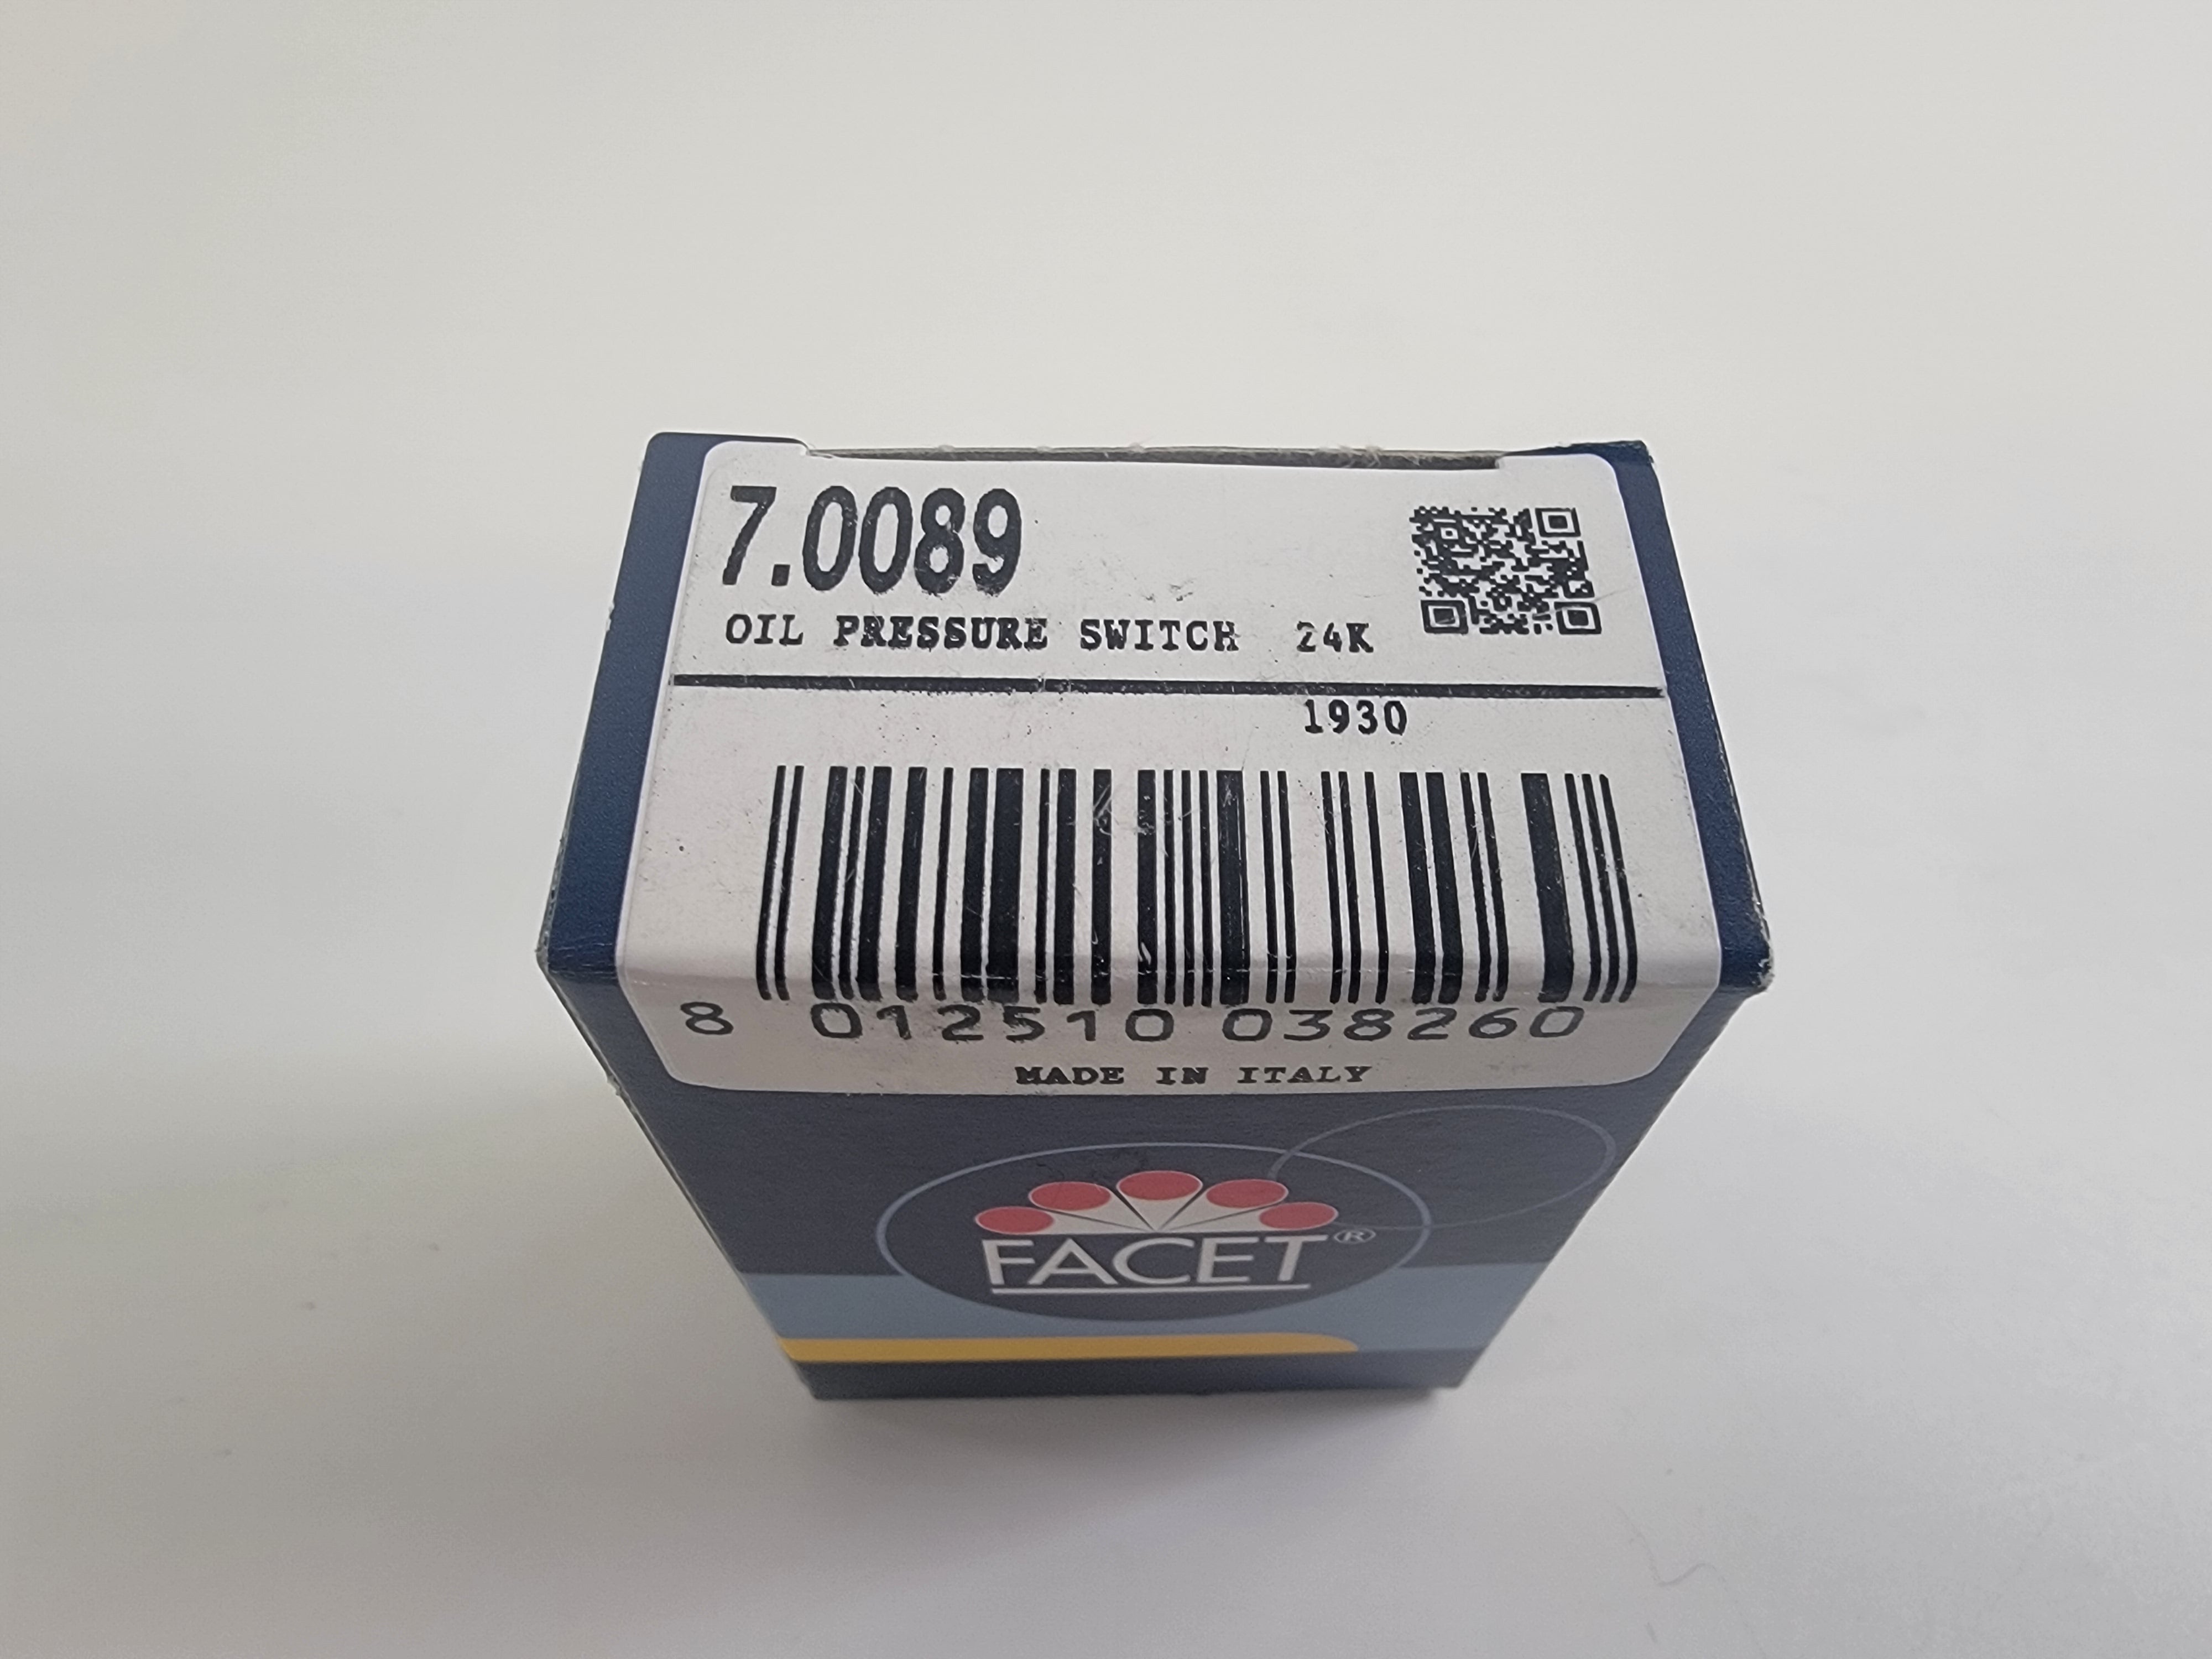 7.0089
OIL PRESSURE SWITCH 24K
1930
8 012510 038260
MADE IN ITALY
FACET®